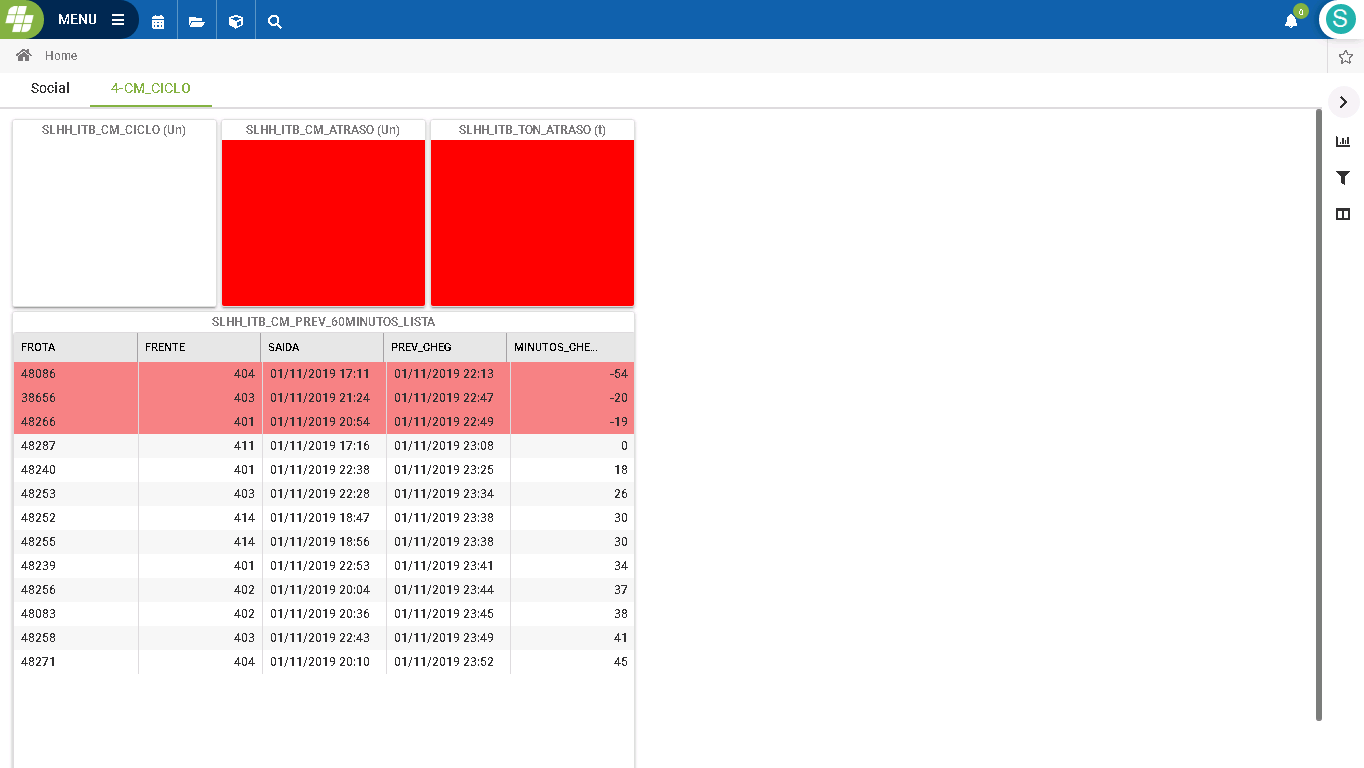 MENU
0
S
Home
Social 4-CM_CICLO
SLHH_ITB_CM_CICLO (Un) SLHH_ITB_CM_ATRASO (Un) SLHH_ITB_TON_ATRASO (t)
SLHH_ITB_CM_PREV_60MINUTOS_LISTA
FROTA FRENTE SAIDA PREV_CHEG MINUTOS_CHE...
48086 404 01/11/2019 17:11 01/11/2019 22:13 -54
38656 403 01/11/2019 21:24 01/11/2019 22:47 -20
48266 401 01/11/2019 20:54 01/11/2019 22:49 -19
48287 411 01/11/2019 17:16 01/11/2019 23:08 0
48240 401 01/11/2019 22:38 01/11/2019 23:25 18
48253 403 01/11/2019 22:28 01/11/2019 23:34 26
48252 414 01/11/2019 18:47 01/11/2019 23:38 30
48255 414 01/11/2019 18:56 01/11/2019 23:38 30
48239 401 01/11/2019 22:53 01/11/2019 23:41 34
48256 402 01/11/2019 20:04 01/11/2019 23:44 37
48083 402 01/11/2019 20:36 01/11/2019 23:45 38
48258 403 01/11/2019 22:43 01/11/2019 23:49 41
48271 404 01/11/2019 20:10 01/11/2019 23:52 45